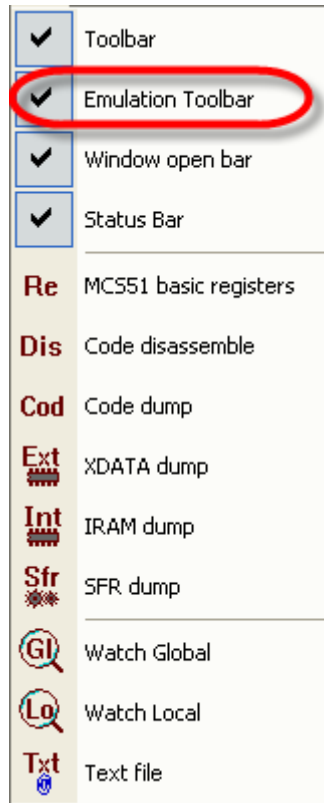 Toolbar
Emulation Toolbar
Window open bar
Status Bar
Re MCS51 basic registers
Dis Code disassemble
Cod Code dump
Ext XDATA dump
Int IRAM dump
Sfr SFR dump
Gl Watch Global
Lo Watch Local
Txt Text file